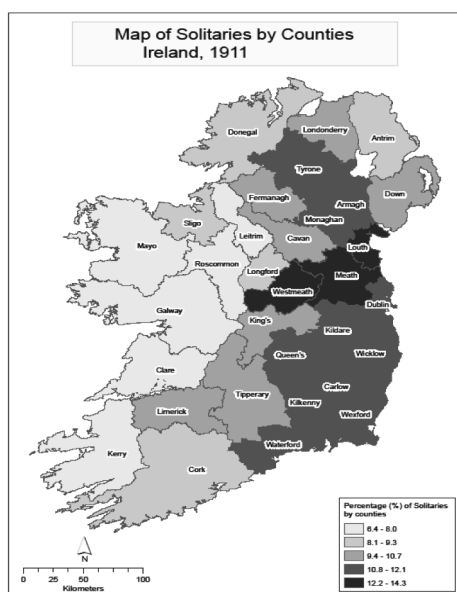 Map of Solitaries by Counties
Ireland, 1911
Donegal
Londonderry
Antrim
Tyrone
Fermanagh
Armagh
Down
Monaghan
Sligo
Leitrim
Cavan
Louth
Mayo
Roscommon
Longford
Meath
Westmeath
Dublin
Galway
King's
Kildare
Queen's
Wicklow
Clare
Carlow
Tipperary
Limerick
Kilkenny
Wexford
Waterford
Kerry
Cork
Percentage (%) of Solitaries
by counties
6.4 - 8.0
8.1 - 9.3
9.4 - 10.7
10.8 - 12.1
12.2 - 14.3
N
0 25 50 100
Kilometers